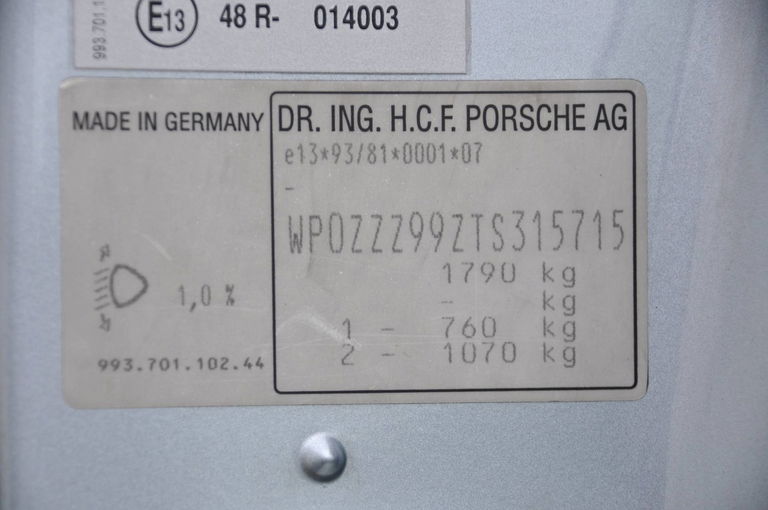 993.701.1
E13 48 R- 014003
MADE IN GERMANY
DR. ING. H.C.F. PORSCHE AG
e13*93/81*0001*07
-
WP0ZZZ99ZTS315715
1790 kg
- kg
1 - 760 kg
2 - 1070 kg
1,0 %
993.701.102.44